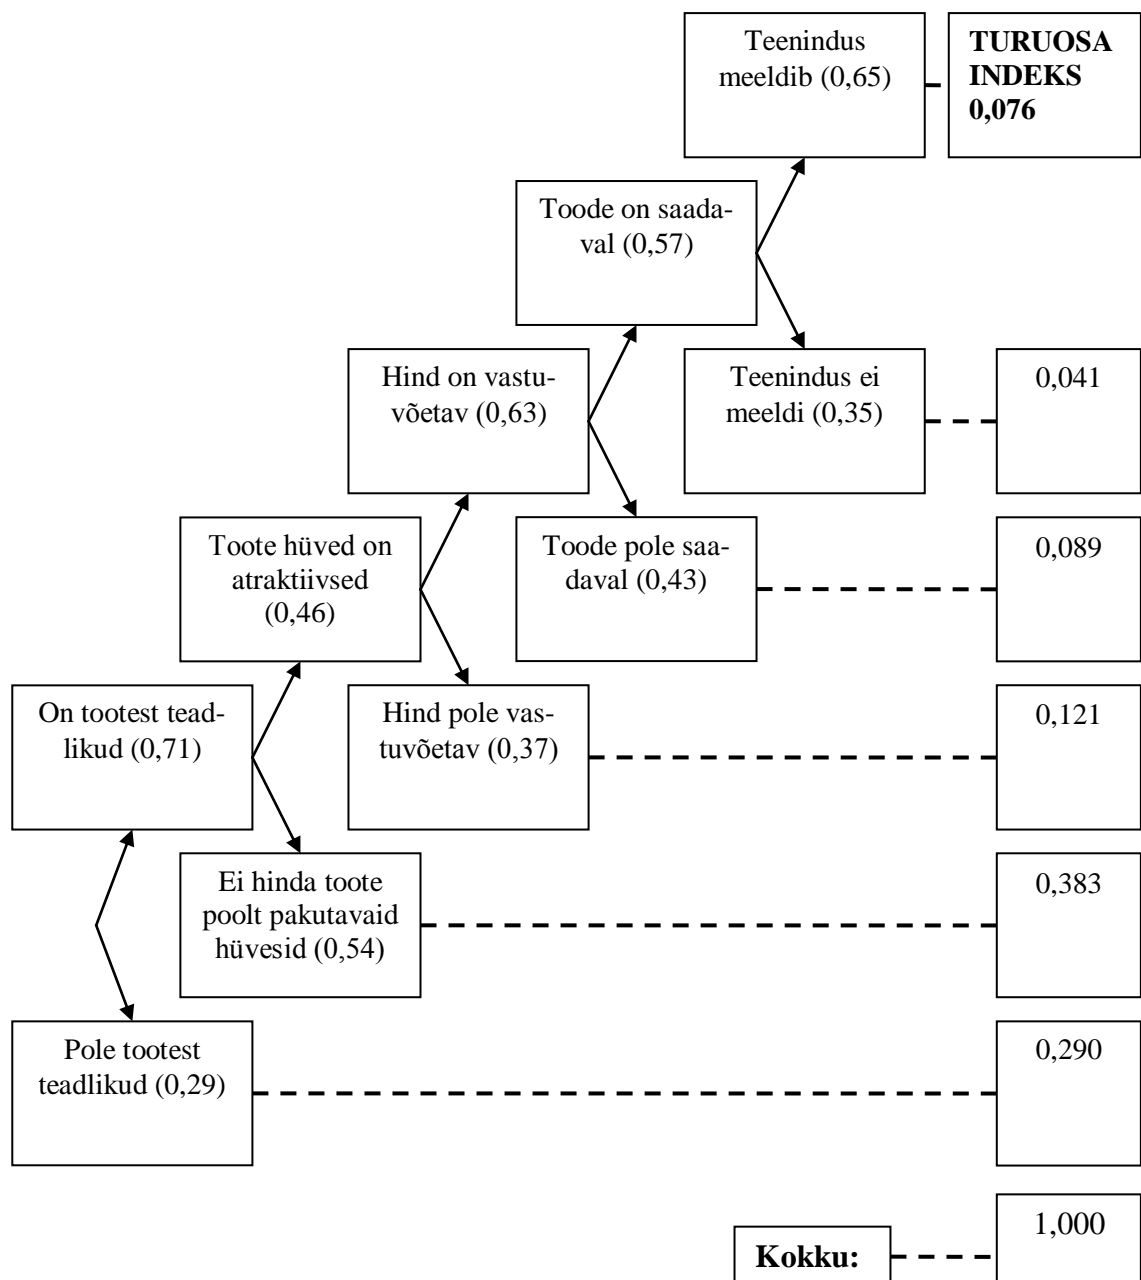 Teenindus
meeldib (0,65)
TURUOSA
INDEKS
0,076
Toode on saada-
val (0,57)
Hind on vastu-
võetav (0,63)
Teenindus ei
meeldi (0,35)
0,041
Toote hüved on
atraktiivsed
(0,46)
Toode pole saa-
daval (0,43)
0,089
On tootest tead-
likud (0,71)
Hind pole vas-
tuvõetav (0,37)
0,121
Ei hinda toote
poolt pakutavaid
hüvesid (0,54)
0,383
Pole tootest
teadlikud (0,29)
0,290
Kokku:
1,000